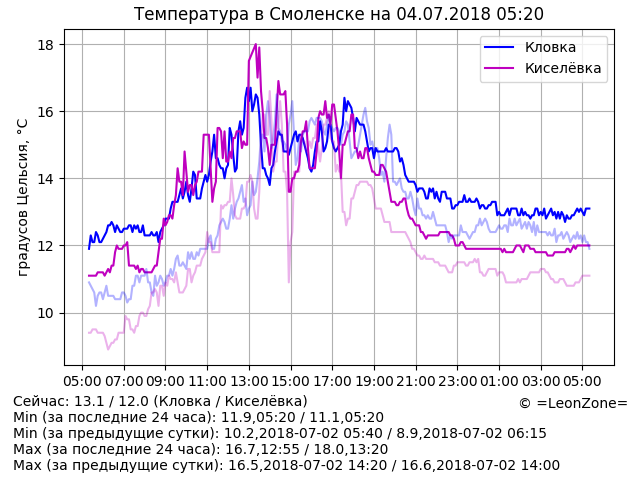 Температура в Смоленске на 04.07.2018 05:20
Кловка
Киселёвка
градусов Цельсия, °C
18
16
14
12
10
05:00 07:00 09:00 11:00 13:00 15:00 17:00 19:00 21:00 23:00 01:00 03:00 05:00
Сейчас: 13.1 / 12.0 (Кловка / Киселёвка)
© =LeonZone=
Min (за последние 24 часа): 11.9,05:20 / 11.1,05:20
Min (за предыдущие сутки): 10.2,2018-07-02 05:40 / 8.9,2018-07-02 06:15
Max (за последние 24 часа): 16.7,12:55 / 18.0,13:20
Max (за предыдущие сутки): 16.5,2018-07-02 14:20 / 16.6,2018-07-02 14:00